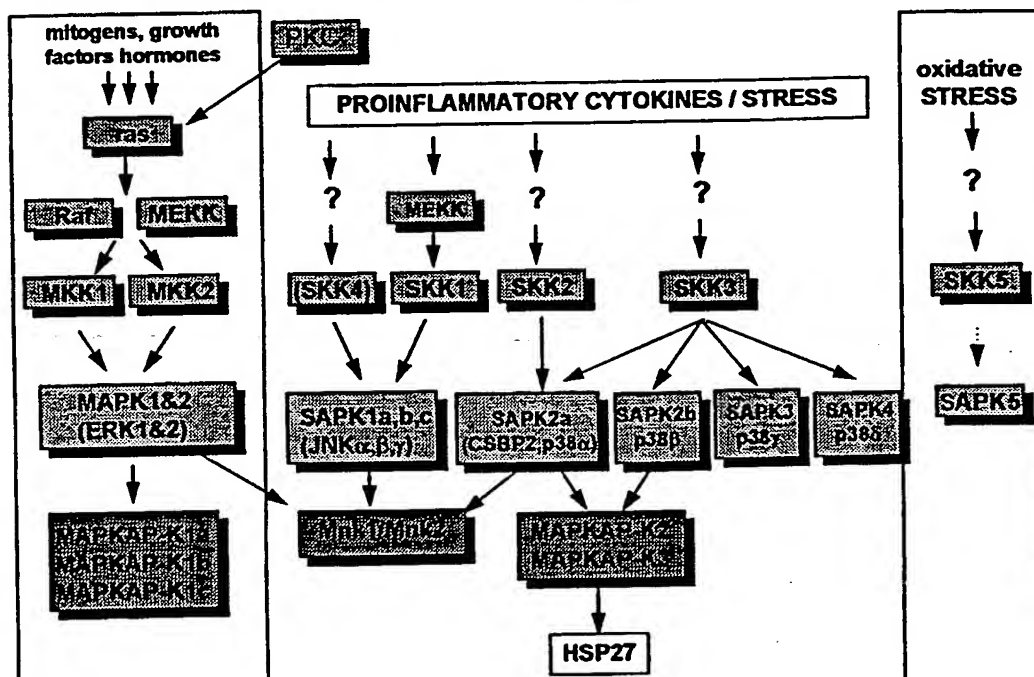 mitogens, growth
factors hormones
PKC?
ras
Raf
MEKK
MKK1
MKK2
MAPK1&2
(ERK1&2)
MAPKAP-K1a
MAPKAP-K1b
MAPKAP-K1c
PROINFLAMMATORY CYTOKINES / STRESS
?
MEKK
?
?
(SKK4)
SKK1
SKK2
SKK3
SAPK1a,b,c
(JNKα,β,γ)
SAPK2a
(CSBP2,p38α)
SAPK2b
p38β
SAPK3
p38γ
SAPK4
p38δ
Mnk1/Mnk2
MAPKAP-K2
MAPKAP-K3
HSP27
oxidative
STRESS
?
SKK5
SAPK5